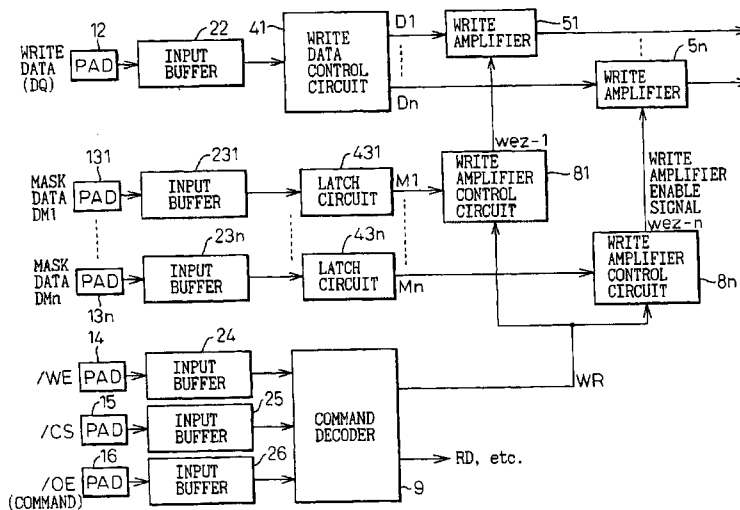 12
22
41
D1
51
WRITE DATA (DQ)
PAD
INPUT BUFFER
WRITE DATA CONTROL CIRCUIT
WRITE AMPLIFIER
5n
Dn
WRITE AMPLIFIER
131
231
431
wez-1
81
MASK DATA DM1
PAD
INPUT BUFFER
LATCH CIRCUIT
M1
WRITE AMPLIFIER CONTROL CIRCUIT
WRITE AMPLIFIER ENABLE SIGNAL
wez-n
23n
43n
MASK DATA DMn
PAD
INPUT BUFFER
LATCH CIRCUIT
Mn
WRITE AMPLIFIER CONTROL CIRCUIT
8n
13n
14
24
/WE
PAD
INPUT BUFFER
WR
15
25
/CS
PAD
INPUT BUFFER
COMMAND DECODER
16
26
/OE (COMMAND)
PAD
INPUT BUFFER
RD, etc.
9